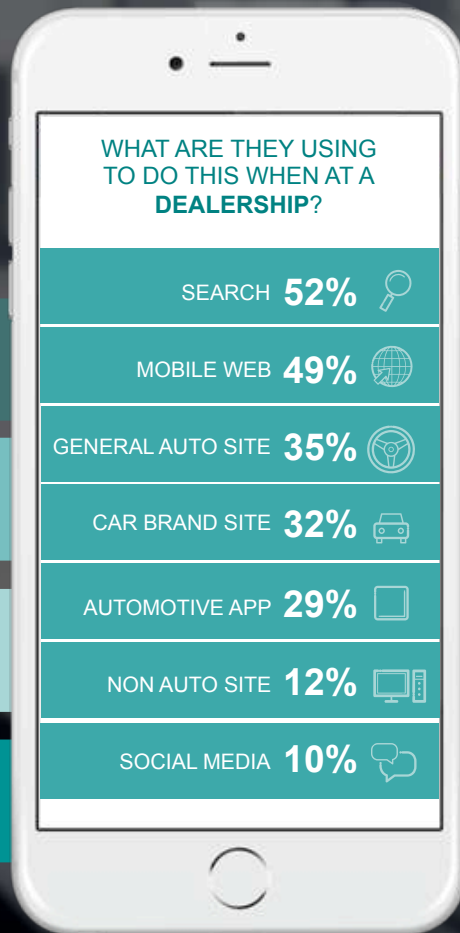 WHAT ARE THEY USING
TO DO THIS WHEN AT A
DEALERSHIP?
SEARCH 52%
MOBILE WEB 49%
GENERAL AUTO SITE 35%
CAR BRAND SITE 32%
AUTOMOTIVE APP 29%
NON AUTO SITE 12%
SOCIAL MEDIA 10%